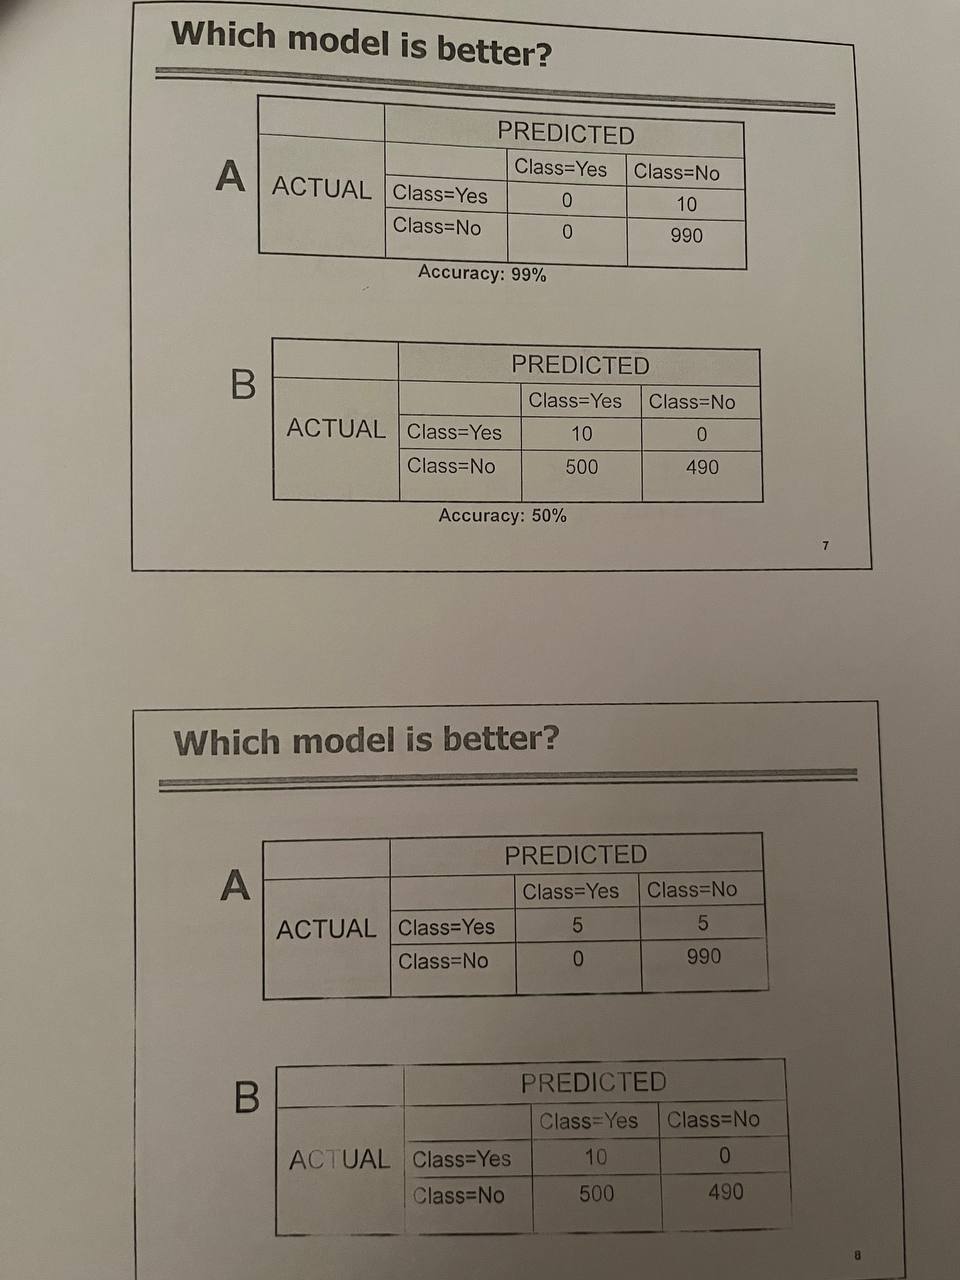 Which model is better?
A
PREDICTED
Class=Yes Class=No
ACTUAL Class=Yes 0 10
Class=No 0 990
Accuracy: 99%
B
PREDICTED
Class=Yes Class=No
ACTUAL Class=Yes 10 0
Class=No 500 490
Accuracy: 50%
7
Which model is better?
A
PREDICTED
Class=Yes Class=No
ACTUAL Class=Yes 5 5
Class=No 0 990
B
PREDICTED
Class=Yes Class=No
ACTUAL Class=Yes 10 0
Class=No 500 490
8